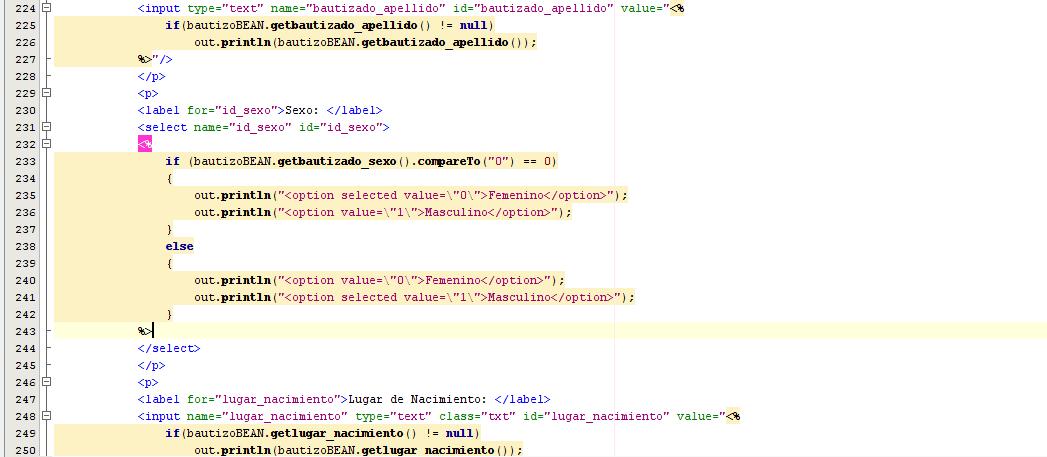 224 <input type="text" name="bautizado_apellido" id="bautizado_apellido" value="<%
225 if(bautizoBEAN.getbautizado_apellido() != null)
226 out.println(bautizoBEAN.getbautizado_apellido());
227 %>"/>
228 </p>
229 <p>
230 <label for="id_sexo">Sexo: </label>
231 <select name="id_sexo" id="id_sexo">
232 <%
233 if (bautizoBEAN.getbautizado_sexo().compareTo("0") == 0)
234 {
235 out.println("<option selected value=\"0\">Femenino</option>");
236 out.println("<option value=\"1\">Masculino</option>");
237 }
238 else
239 {
240 out.println("<option value=\"0\">Femenino</option>");
241 out.println("<option selected value=\"1\">Masculino</option>");
242 }
243 %>
244 </select>
245 </p>
246 <p>
247 <label for="lugar_nacimiento">Lugar de Nacimiento: </label>
248 <input name="lugar_nacimiento" type="text" class="txt" id="lugar_nacimiento" value="<%
249 if(bautizoBEAN.getlugar_nacimiento() != null)
250 out.println(bautizoBEAN.getlugar_nacimiento());